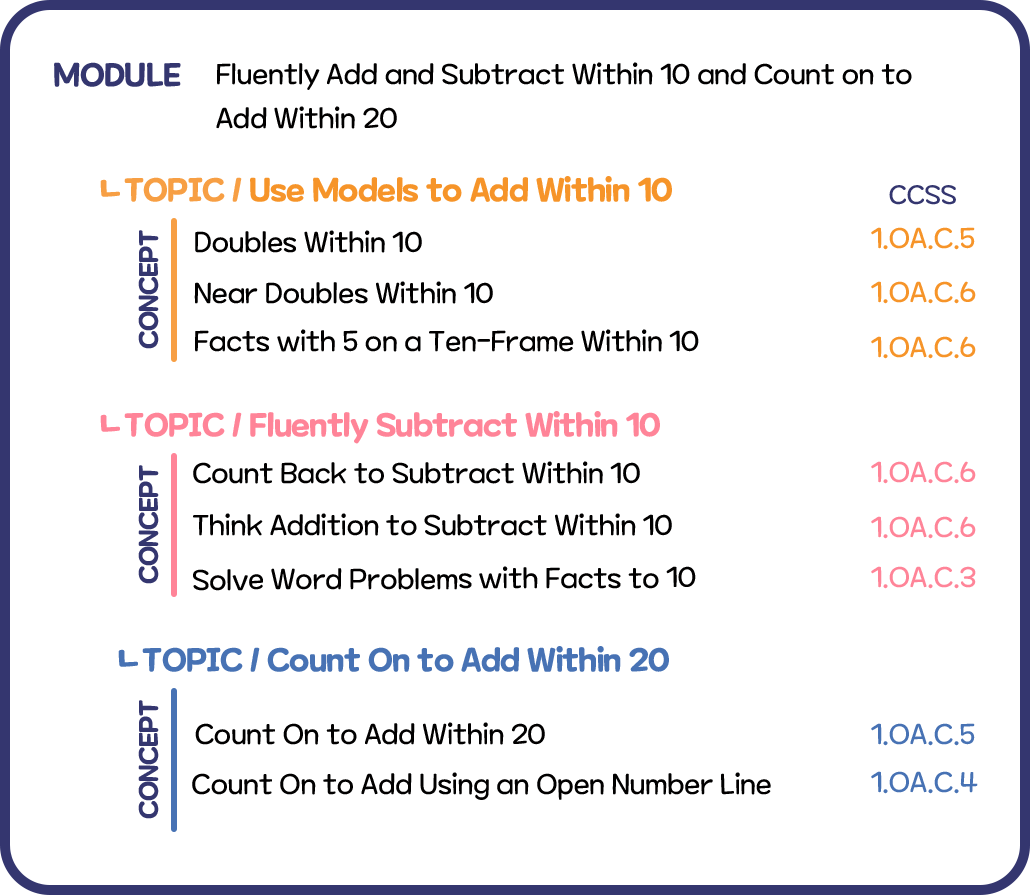 MODULE Fluently Add and Subtract Within 10 and Count on to
Add Within 20
TOPIC / Use Models to Add Within 10
CCSS
CONCEPT
Doubles Within 10 1.OA.C.5
Near Doubles Within 10 1.OA.C.6
Facts with 5 on a Ten-Frame Within 10 1.OA.C.6
TOPIC / Fluently Subtract Within 10
CONCEPT
Count Back to Subtract Within 10 1.OA.C.6
Think Addition to Subtract Within 10 1.OA.C.6
Solve Word Problems with Facts to 10 1.OA.C.3
TOPIC / Count On to Add Within 20
CONCEPT
Count On to Add Within 20 1.OA.C.5
Count On to Add Using an Open Number Line 1.OA.C.4